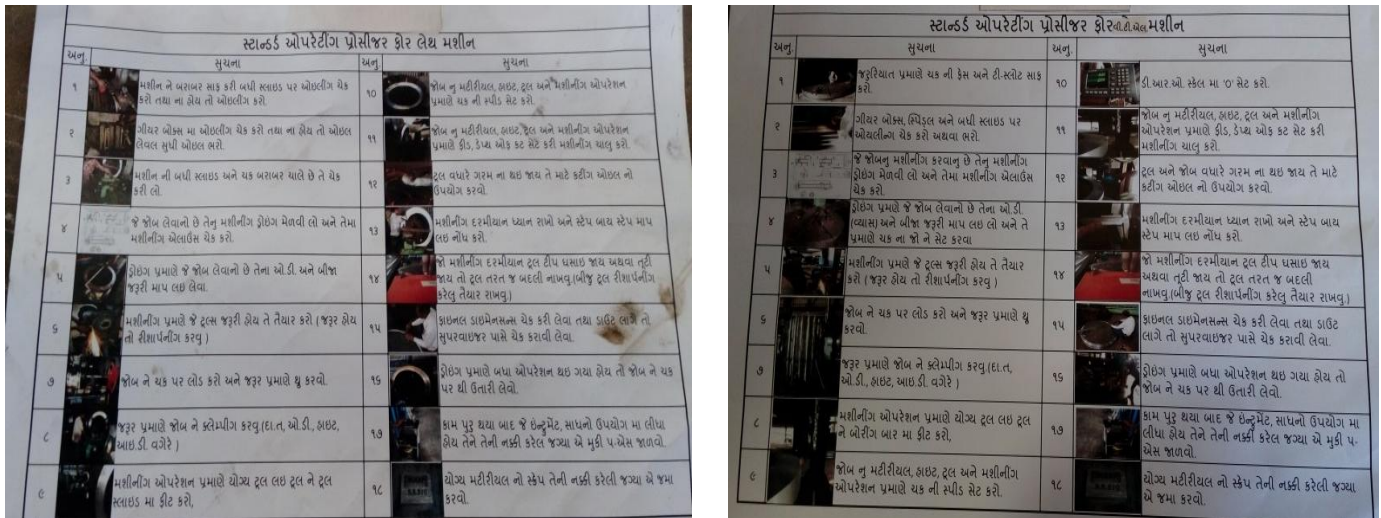 સ્ટાન્ડર્ડ ઓપરેટીંગ પ્રોસીજર ફોર લેથ મશીન
અનુ.
સુચના
અનુ.
સુચના
૧
મશીન ને બરાબર સાફ કરી બધી સ્લાઇડ પર ઓઇલીંગ ચેક
કરો તથા ના હોય તો ઓઇલીંગ કરો.
૧૦
જોબ નુ મટીરીયલ, હાઇટ, ટૂલ અને મશીનીંગ ઓપરેશન
પ્રમાણે ચક ની સ્પીડ સેટ કરો.
૨
ગીયર બોક્સ મા ઓઇલીંગ ચેક કરો તથા ના હોય તો ઓઇલ
લેવલ સુધી ઓઇલ ભરો.
૧૧
જોબ નુ મટીરીયલ, હાઇટ, ટૂલ અને મશીનીંગ ઓપરેશન
પ્રમાણે ફીડ, ડેપ્થ ઓફ કટ સેટ કરી મશીનીંગ ચાલુ કરો.
૩
મશીન ની બધી સ્લાઇડ અને ચક બરાબર ચાલે છે તે ચેક
કરી લો.
૧૨
ટૂલ વધારે ગરમ ના થઇ જાય તે માટે કટીંગ ઓઇલ નો
ઉપયોગ કરવો.
૪
જે જોબ લેવાનો છે તેનુ મશીનીંગ ડ્રોઇંગ મેળવી લો અને તેમા
મશીનીંગ એલાઉંસ ચેક કરો.
૧૩
મશીનીંગ દરમીયાન ધ્યાન રાખો અને સ્ટેપ બાય સ્ટેપ માપ
લઇ નોંધ કરો.
૫
ડ્રોઇંગ પ્રમાણે જે જોબ લેવાનો છે તેના ઓ.ડી. અને બીજા
જરૂરી માપ લઇ લેવા.
૧૪
જો મશીનીંગ દરમીયાન ટૂલ ટીપ ઘસાઇ જાય અથવા તૂટી
જાય તો ટૂલ તરત જ બદલી નાખવુ.(બીજુ ટૂલ રીશાર્પનીંગ
કરેલુ તૈયાર રાખવુ.)
૬
મશીનીંગ પ્રમણે જે ટૂલ્સ જરૂરી હોય તે તૈયાર કરો ( જરૂર હોય
તો રીશાર્પનીંગ કરવુ )
૧૫
ફાઇનલ ડાઇમેનસન્સ ચેક કરી લેવા તથા ડાઉટ લાગે તો
સુપરવાઇજર પાસે ચેક કરાવી લેવા.
૭
જોબ ને ચક પર લોડ કરો અને જરૂર પ્રમાણે થ્રુ કરવો.
૧૬
ડ્રોઇંગ પ્રમાણે બધા ઓપરેશન થઇ ગયા હોય તો જોબ ને ચક
પર થી ઉતારી લેવો.
૮
જરૂર પ્રમાણે જોબ ને ક્લેમ્પીંગ કરવુ.(દા.ત, ઓ.ડી., હાઇટ,
આઇ.ડી. વગેરે )
૧૭
કામ પુરૂ થયા બાદ જે ઇન્ટ્રુમેંટ, સાધનો ઉપયોગ મા લીધા
હોય તેને તેની નક્કી કરેલ જગ્યા એ મુકી ૫-એસ જાળવો.
૯
મશીનીંગ ઓપરેશન પ્રમાણે યોગ્ય ટૂલ લઇ ટૂલ ને ટૂલ
સ્લાઇડ મા ફીટ કરો,
૧૮
યોગ્ય મટીરીયલ નો સ્ક્રેપ તેની નક્કી કરેલી જગ્યા એ જમા
કરવો.
સ્ટાન્ડર્ડ ઓપરેટીંગ પ્રોસીજર ફોર વી.ટી.એલ મશીન
અનુ.
સુચના
અનુ.
સુચના
૧
જરૂરિયાત પ્રમાણે ચક ની ફેસ અને ટી-સ્લોટ સાફ
કરો.
૧૦
ડી.આર.ઓ. સ્કેલ મા '૦' સેટ કરો.
૨
ગીયર બોક્સ, સ્પિંડલ અને બધી સ્લાઇડ પર
ઓયલીન્ગ ચેક કરો અથવા ભરો.
૧૧
જોબ નુ મટીરીયલ, હાઇટ, ટૂલ અને મશીનીંગ
ઓપરેશન પ્રમાણે ફીડ, ડેપ્થ ઓફ કટ સેટ કરી
મશીનીંગ ચાલુ કરો.
૩
જે જોબનુ મશીનીંગ કરવાનુ છે તેનુ મશીનીંગ
ડ્રોઇંગ મેળવી લો અને તેમાં મશીનીંગ એલાઉંસ
ચેક કરો.
૧૨
ટૂલ અને જોબ વધારે ગરમ ના થઇ જાય તે માટે
કટીંગ ઓઇલ નો ઉપયોગ કરવો.
૪
ડ્રોઇંગ પ્રમાણે જે જોબ લેવાનો છે તેના ઓ.ડી.
(વ્યાસ) અને બીજા જરૂરી માપ લઇ લો અને તે
પ્રમાણે ચક ના જો ને સેટ કરવા
૧૩
મશીનીંગ દરમીયાન ધ્યાન રાખો અને સ્ટેપ બાય
સ્ટેપ માપ લઇ નોંધ કરો.
૫
મશીનીંગ પ્રમાણે જે ટૂલ્સ જરૂરી હોય તે તૈયાર
કરો ( જરૂર હોય તો રીશાર્પનીંગ કરવુ )
૧૪
જો મશીનીંગ દરમીયાન ટૂલ ટીપ ઘસાઇ જાય
અથવા તૂટી જાય તો ટૂલ તરત જ બદલી
નાખવુ.(બીજુ ટૂલ રીશાર્પનીંગ કરેલુ તૈયાર રાખવુ.)
૬
જોબ ને ચક પર લોડ કરો અને જરૂર પ્રમાણે થ્રુ
કરવો.
૧૫
ફાઇનલ ડાઇમેનસન્સ ચેક કરી લેવા તથા ડાઉટ
લાગે તો સુપરવાઇજર પાસે ચેક કરાવી લેવા.
૭
જરૂર પ્રમાણે જોબ ને ક્લેમ્પીંગ કરવુ.(દા.ત,
ઓ.ડી., હાઇટ, આઇ.ડી. વગેરે )
૧૬
ડ્રોઇંગ પ્રમાણે બધા ઓપરેશન થઇ ગયા હોય તો
જોબ ને ચક પર થી ઉતારી લેવો.
૮
મશીનીંગ ઓપરેશન પ્રમાણે યોગ્ય ટૂલ લઇ ટૂલ
ને બોરીંગ બાર મા ફીટ કરો,
૧૭
કામ પુરૂ થયા બાદ જે ઇન્ટ્રુમેંટ, સાધનો ઉપયોગ મા
લીધા હોય તેને તેની નક્કી કરેલ જગ્યા એ મુકી ૫-
એસ જાળવો.
૯
જોબ નુ મટીરીયલ, હાઇટ, ટૂલ અને મશીનીંગ
ઓપરેશન પ્રમાણે ચક ની સ્પીડ સેટ કરો.
૧૮
યોગ્ય મટીરીયલ નો સ્ક્રેપ તેની નક્કી કરેલી જગ્યા
એ જમા કરવો.